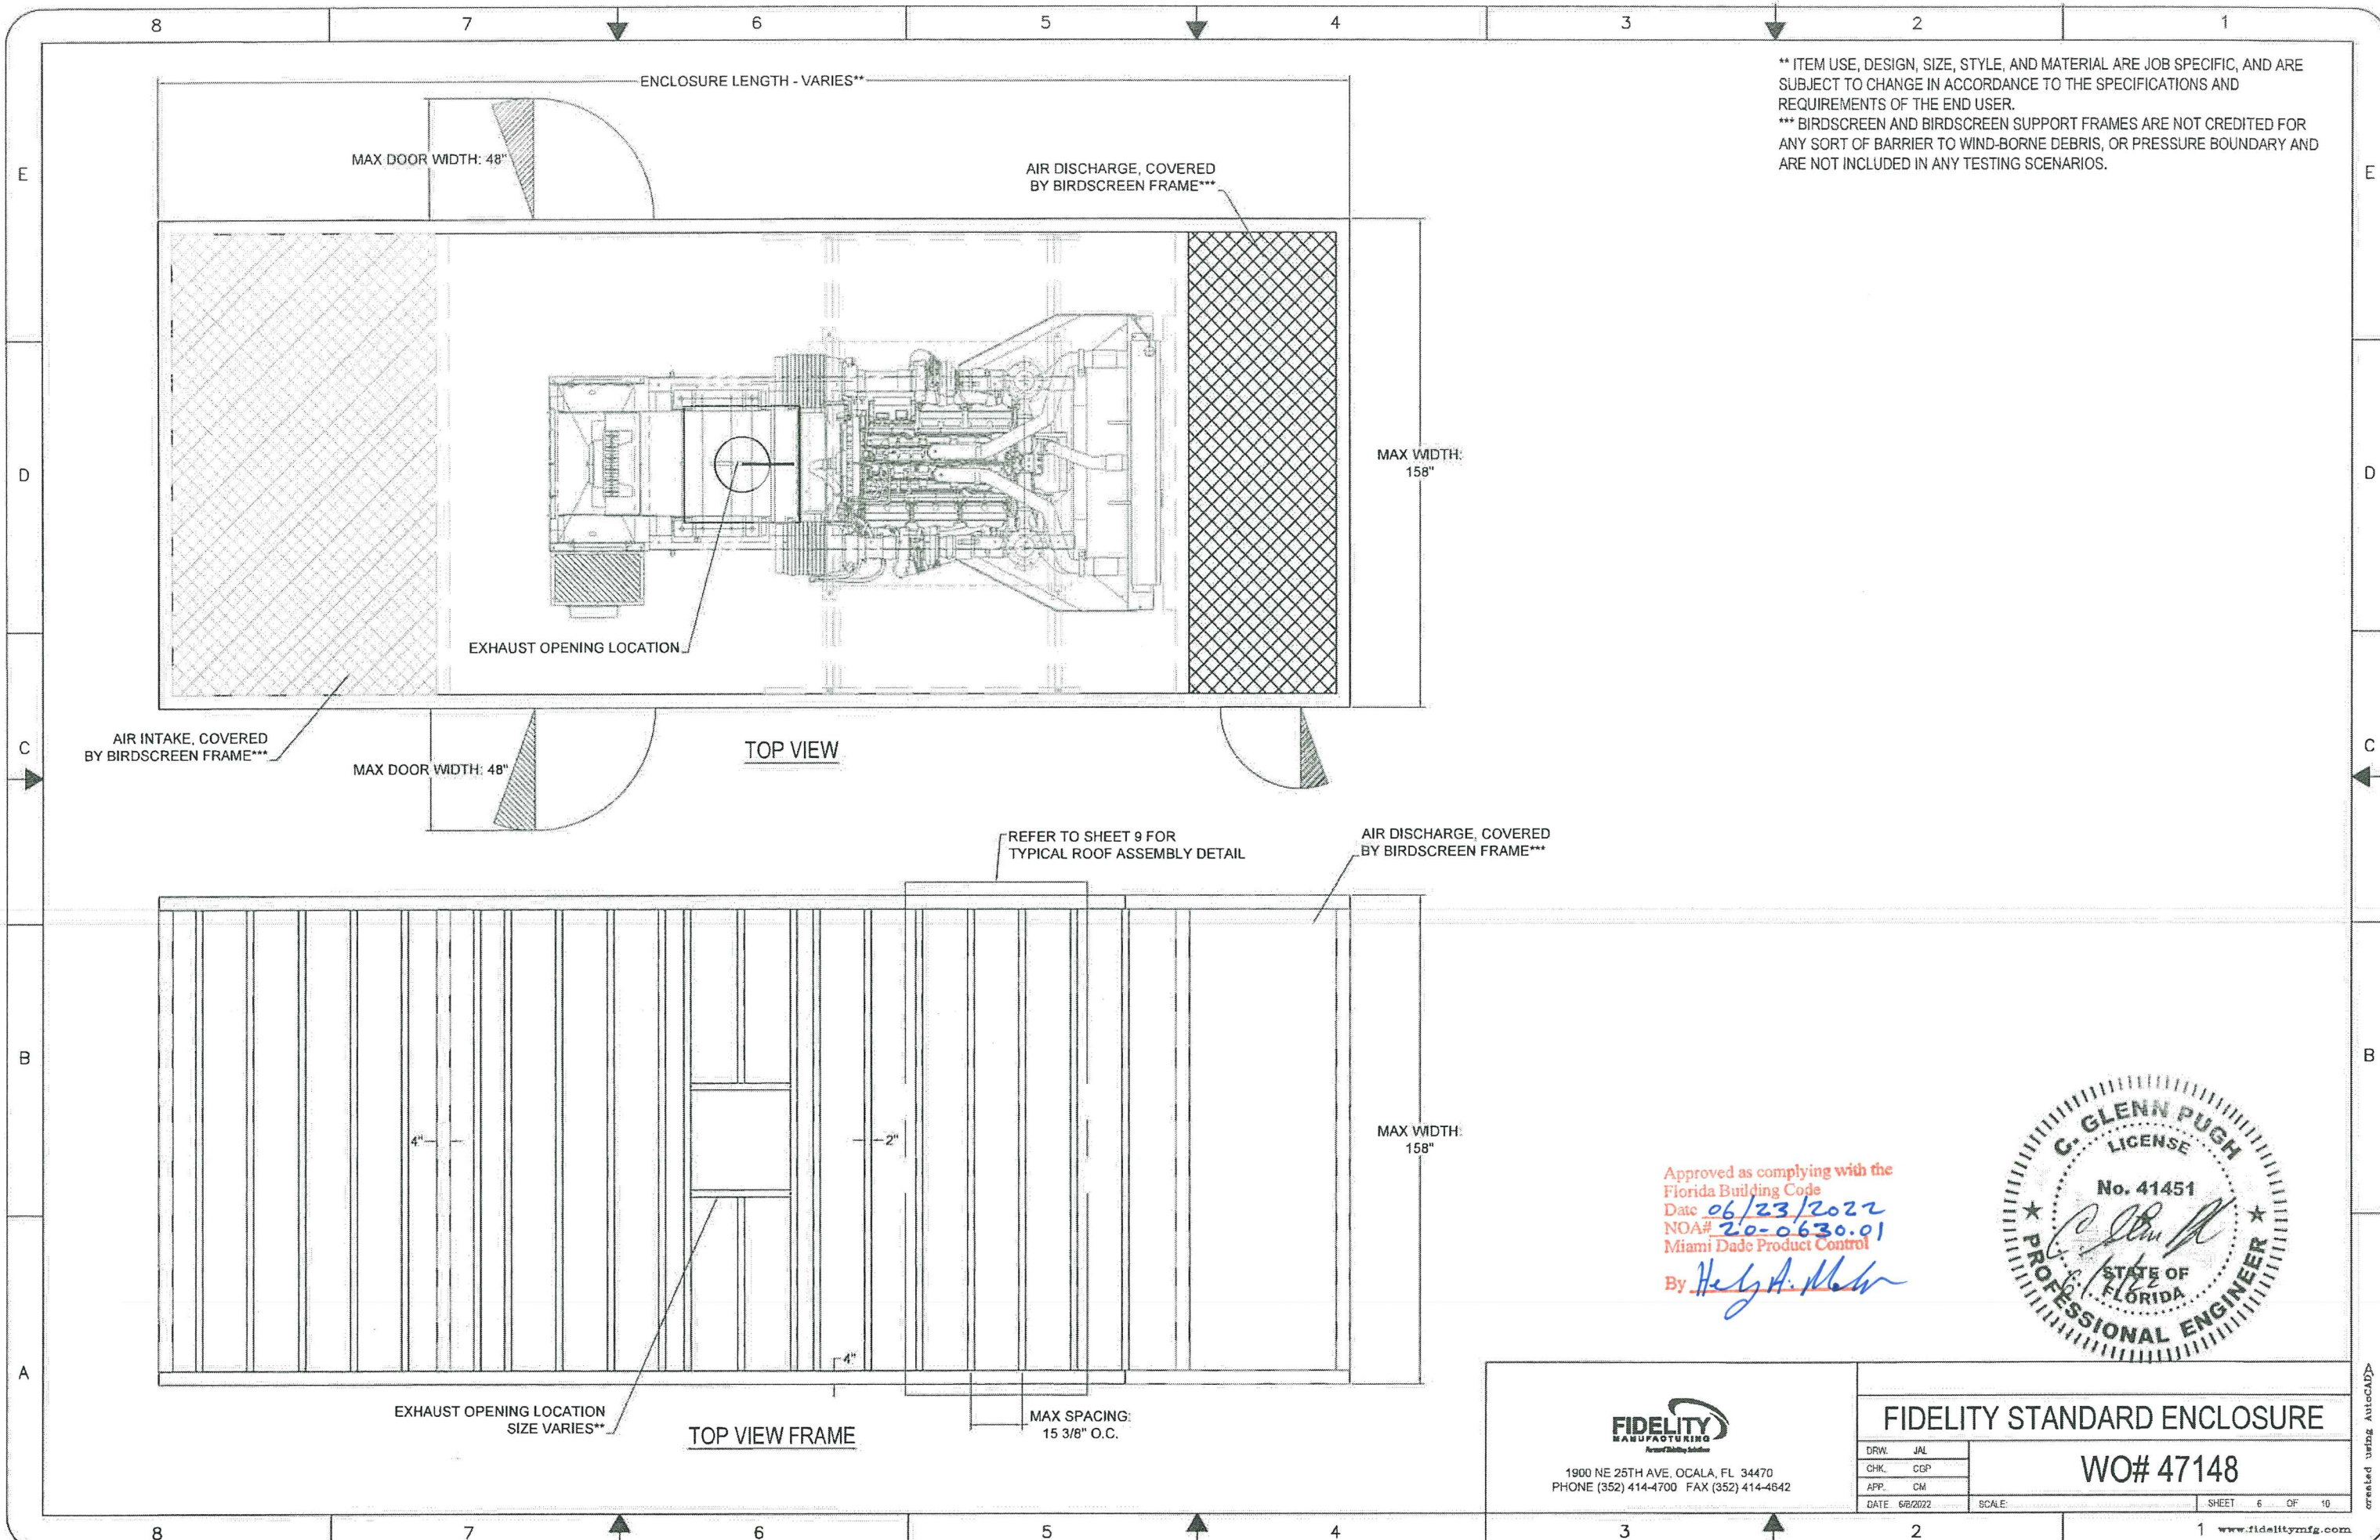 8 7 6 5 4 3 2 1
ENCLOSURE LENGTH - VARIES**
** ITEM USE, DESIGN, SIZE, STYLE, AND MATERIAL ARE JOB SPECIFIC, AND ARE
SUBJECT TO CHANGE IN ACCORDANCE TO THE SPECIFICATIONS AND
REQUIREMENTS OF THE END USER.
*** BIRDSCREEN AND BIRDSCREEN SUPPORT FRAMES ARE NOT CREDITED FOR
ANY SORT OF BARRIER TO WIND-BORNE DEBRIS, OR PRESSURE BOUNDARY AND
ARE NOT INCLUDED IN ANY TESTING SCENARIOS.
MAX DOOR WIDTH: 48"
AIR DISCHARGE, COVERED
BY BIRDSCREEN FRAME***
E
E
D
D
MAX WIDTH:
158"
EXHAUST OPENING LOCATION
AIR INTAKE, COVERED
BY BIRDSCREEN FRAME***
C
C
MAX DOOR WIDTH: 48"
TOP VIEW
REFER TO SHEET 9 FOR
TYPICAL ROOF ASSEMBLY DETAIL
AIR DISCHARGE, COVERED
BY BIRDSCREEN FRAME***
B
B
4"
2"
MAX WIDTH:
158"
4"
A
A
EXHAUST OPENING LOCATION
SIZE VARIES**
TOP VIEW FRAME
MAX SPACING:
15 3/8" O.C.
Approved as complying with the
Florida Building Code
Date 06/23/2022
NOA# 20-0630.01
Miami Dade Product Control
By
C. GLENN PUGH
LICENSE
No. 41451
STATE OF
FLORIDA
PROFESSIONAL ENGINEER
FIDELITY
MANUFACTURING
1900 NE 25TH AVE, OCALA, FL 34470
PHONE (352) 414-4700 FAX (352) 414-4642
FIDELITY STANDARD ENCLOSURE
DRW. JAL
CHK. CGP
APP. CM
DATE 6/8/2022
WO# 47148
SCALE:
SHEET 6 OF 10
created using AutoCAD
8 7 6 5 4 3 2 1
www.fidelitymfg.com